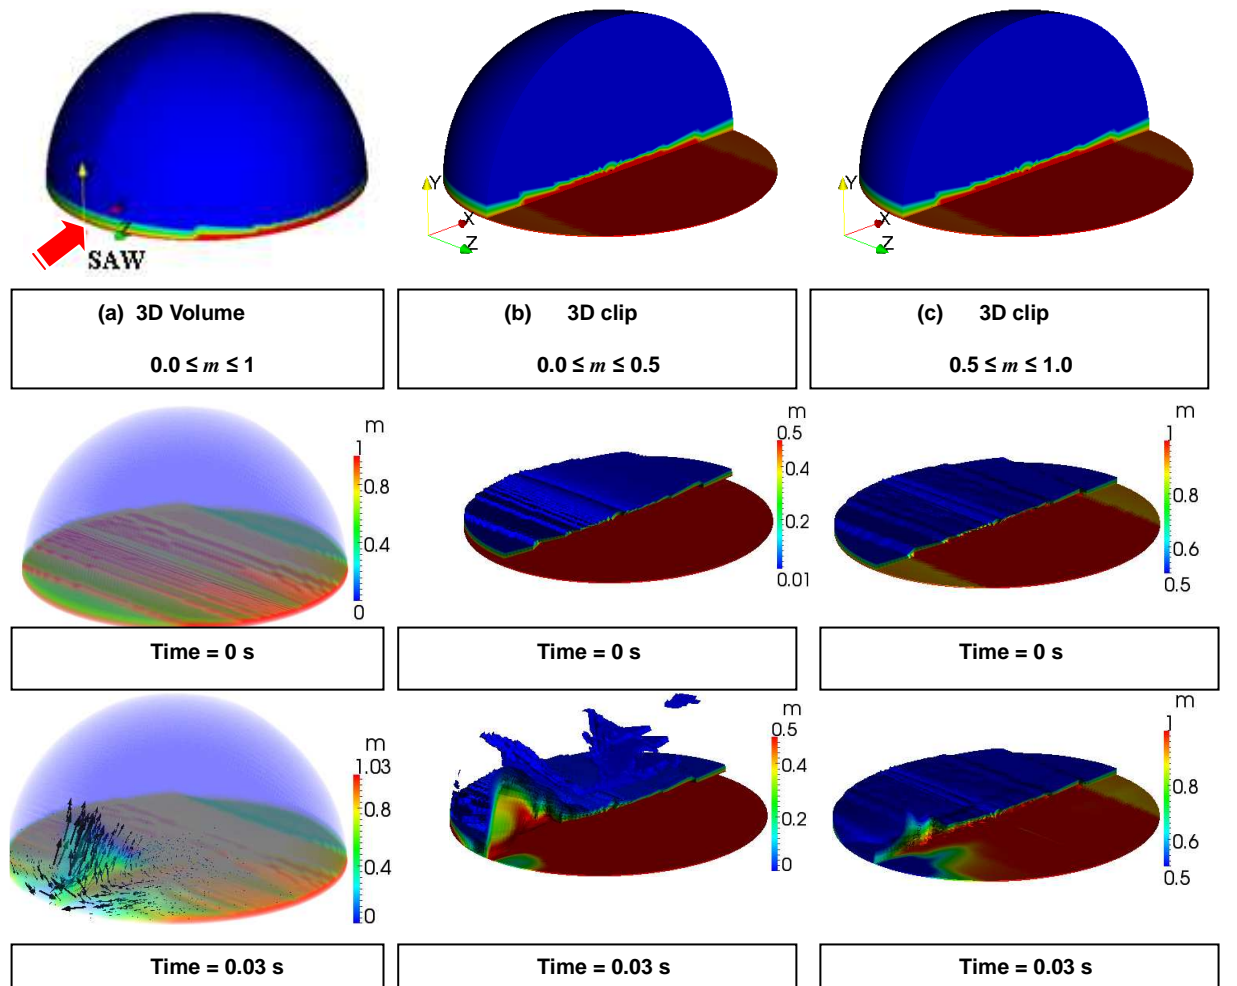 Y
X
Z
Y
X
Z
SAW
(a) 3D Volume
0.0 ≤ m ≤ 1
(b) 3D clip
0.0 ≤ m ≤ 0.5
(c) 3D clip
0.5 ≤ m ≤ 1.0
m
1
0.8
0.4
0
m
0.5
0.4
0.2
0.01
m
1
0.8
0.6
0.5
Time = 0 s
Time = 0 s
Time = 0 s
m
1.03
0.8
0.4
0
m
0.5
0.4
0.2
0
m
1
0.8
0.6
0.5
Time = 0.03 s
Time = 0.03 s
Time = 0.03 s